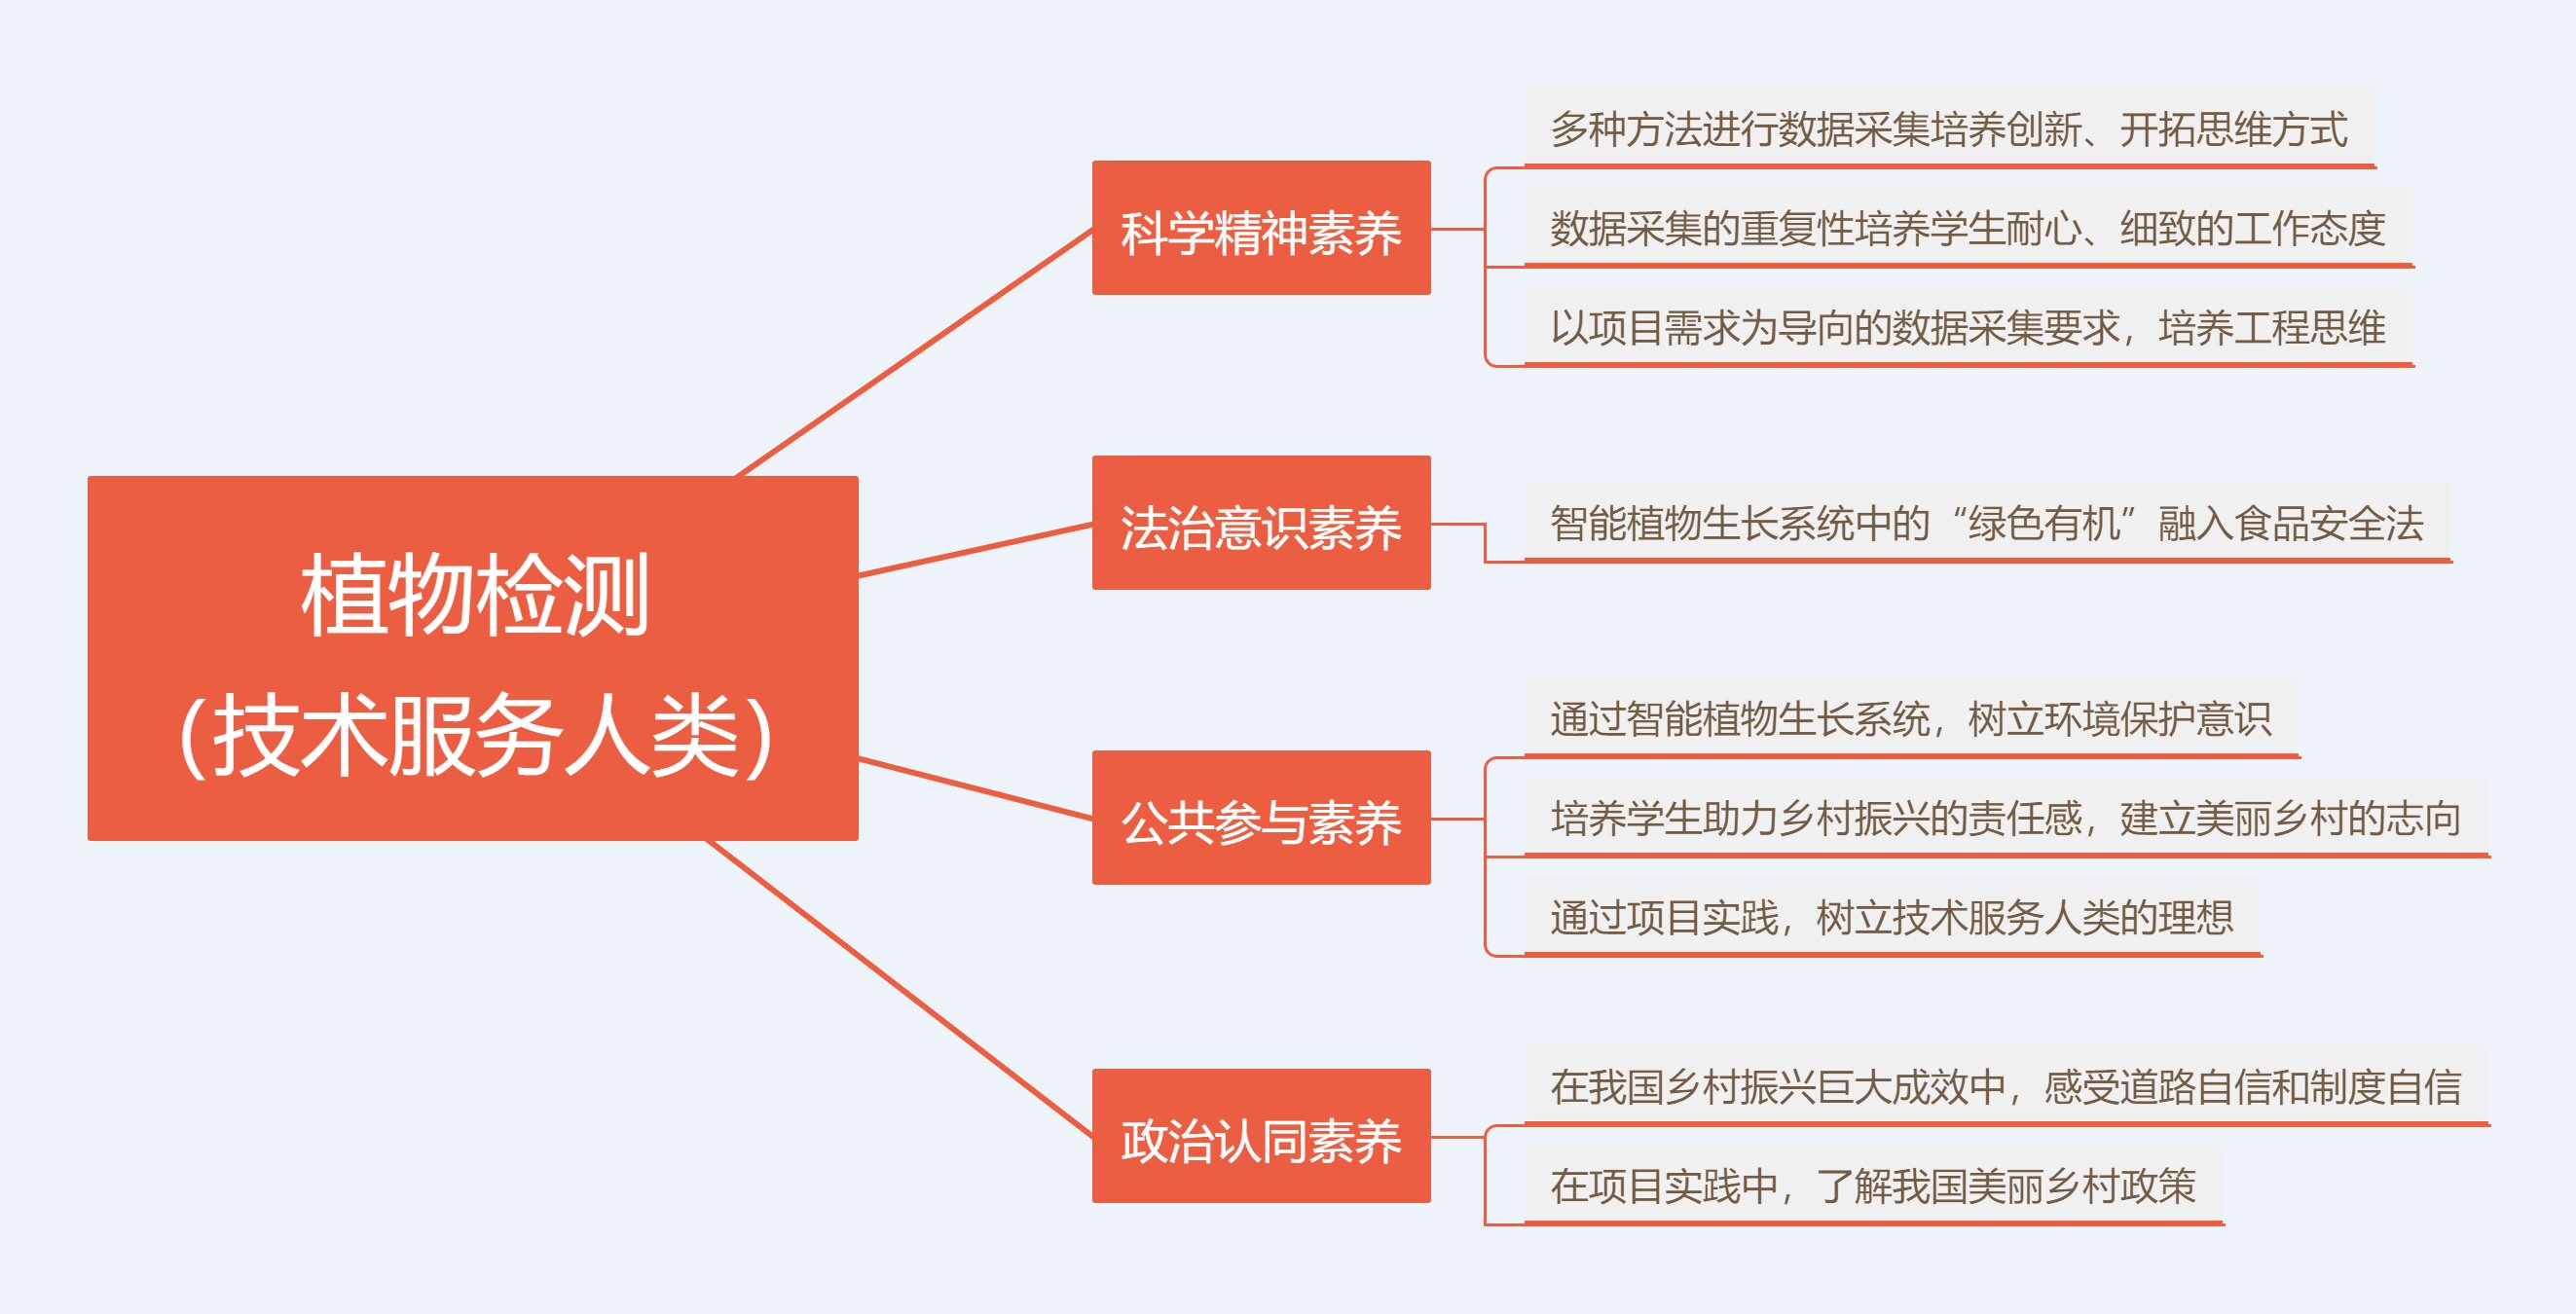 植物检测
(技术服务人类)
科学精神素养
多种方法进行数据采集培养创新、开拓思维方式
数据采集的重复性培养学生耐心、细致的工作态度
以项目需求为导向的数据采集要求，培养工程思维
法治意识素养
智能植物生长系统中的“绿色有机”融入食品安全法
公共参与素养
通过智能植物生长系统，树立环境保护意识
培养学生助力乡村振兴的责任感，建立美丽乡村的志向
通过项目实践，树立技术服务人类的理想
政治认同素养
在我国乡村振兴巨大成效中，感受道路自信和制度自信
在项目实践中，了解我国美丽乡村政策